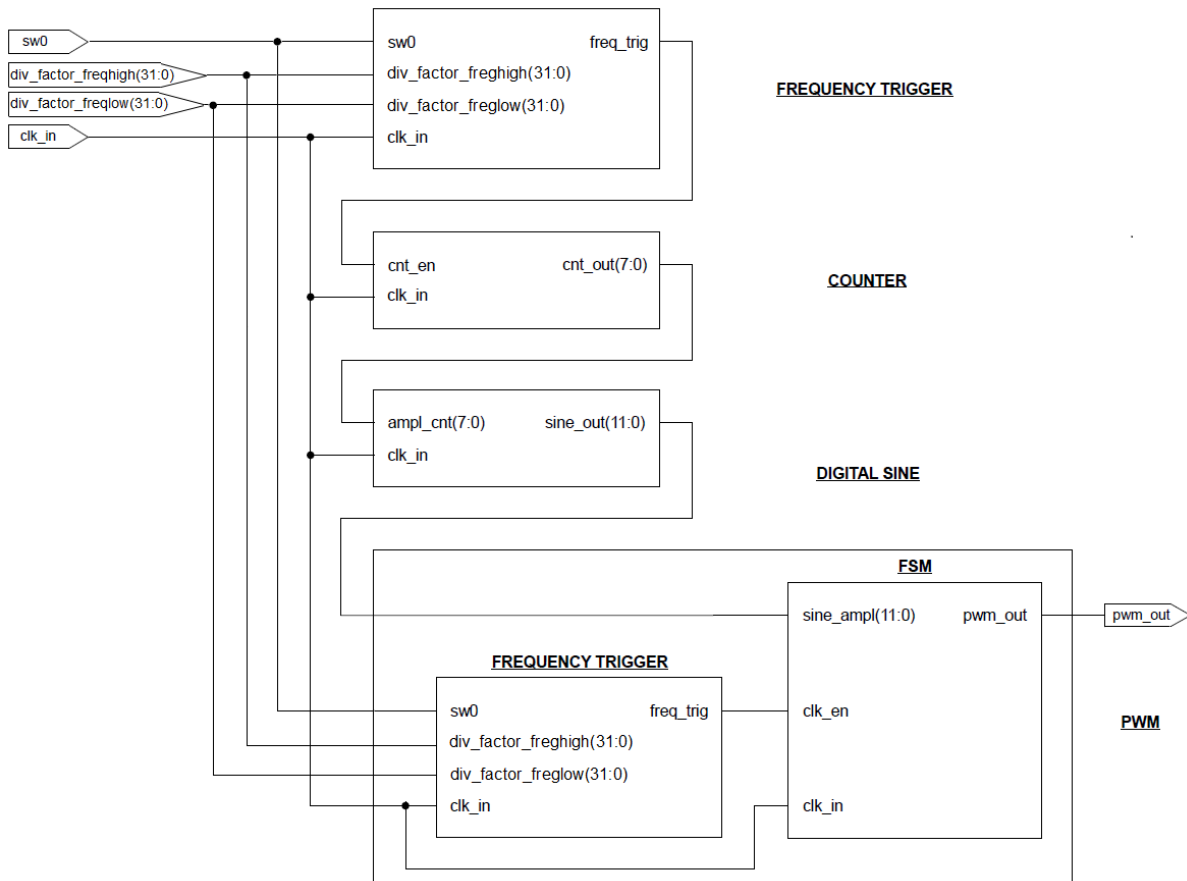 sw0
div_factor_freqhigh(31:0)
div_factor_freqlow(31:0)
clk_in
sw0 freq_trig
div_factor_freghigh(31:0)
div_factor_freglow(31:0)
clk_in
FREQUENCY TRIGGER
cnt_en cnt_out(7:0)
clk_in
COUNTER
ampl_cnt(7:0) sine_out(11:0)
clk_in
DIGITAL SINE
FSM
sine_ampl(11:0) pwm_out
pwm_out
FREQUENCY TRIGGER
sw0 freq_trig
div_factor_freghigh(31:0)
div_factor_freglow(31:0)
clk_in
clk_en
clk_in
PWM